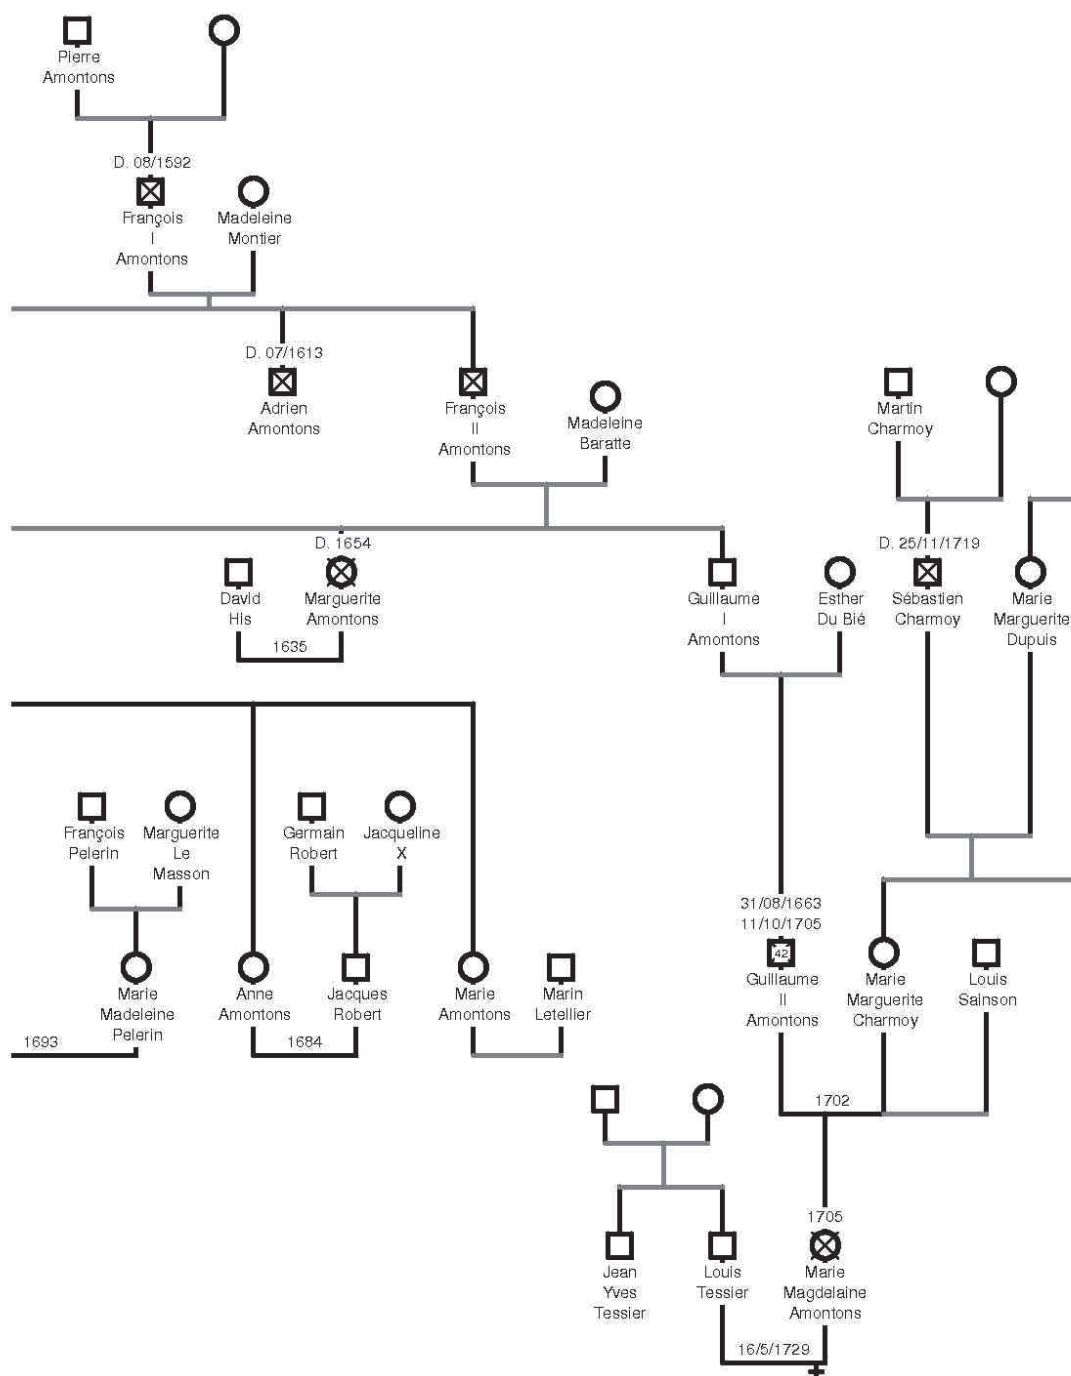 Pierre
Amontons
D. 08/1592
François
I
Amontons
Madeleine
Montier
D. 07/1613
Adrien
Amontons
François
II
Amontons
Madeleine
Baratte
Martin
Charmoy
D. 1654
David
HIs
Marguerite
Amontons
1635
Guillaume
I
Amontons
Esther
Du Bié
D. 25/11/1719
Sébastien
Charmoy
Marie
Marguerite
Dupuis
François
Pelerin
Marguerite
Le
Masson
Germain
Robert
Jacqueline
X
31/08/1663
11/10/1705
42
Marie
Madeleine
Pelerin
1693
Anne
Amontons
Jacques
Robert
1684
Marie
Amontons
Marin
Letellier
Guillaume
II
Amontons
Marie
Marguerite
Charmoy
Louis
Sainson
1702
1705
Jean
Yves
Tessier
Louis
Tessier
Marie
Magdelaine
Amontons
16/5/1729